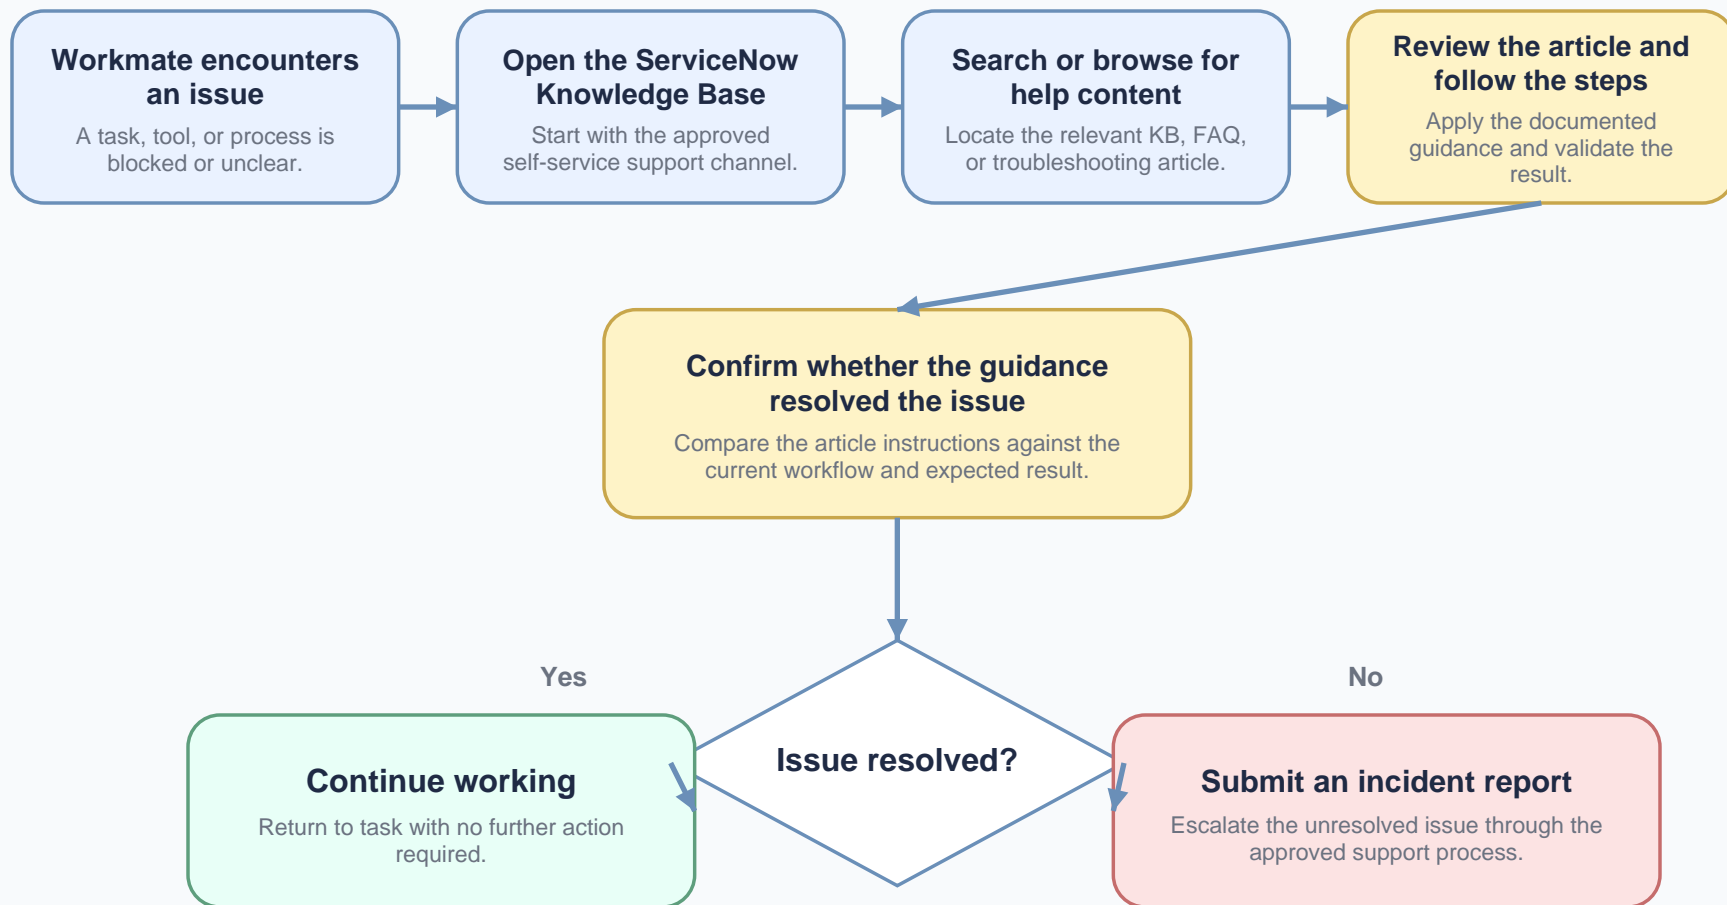 Workmate encounters
an issue
A task, tool, or process is
blocked or unclear.
Open the ServiceNow
Knowledge Base
Start with the approved
self-service support channel.
Search or browse for
help content
Locate the relevant KB, FAQ,
or troubleshooting article.
Review the article and
follow the steps
Apply the documented
guidance and validate the
result.
Confirm whether the guidance
resolved the issue
Compare the article instructions against the
current workflow and expected result.
Issue resolved?
Yes
Continue working
Return to task with no further action
required.
No
Submit an incident report
Escalate the unresolved issue through the
approved support process.